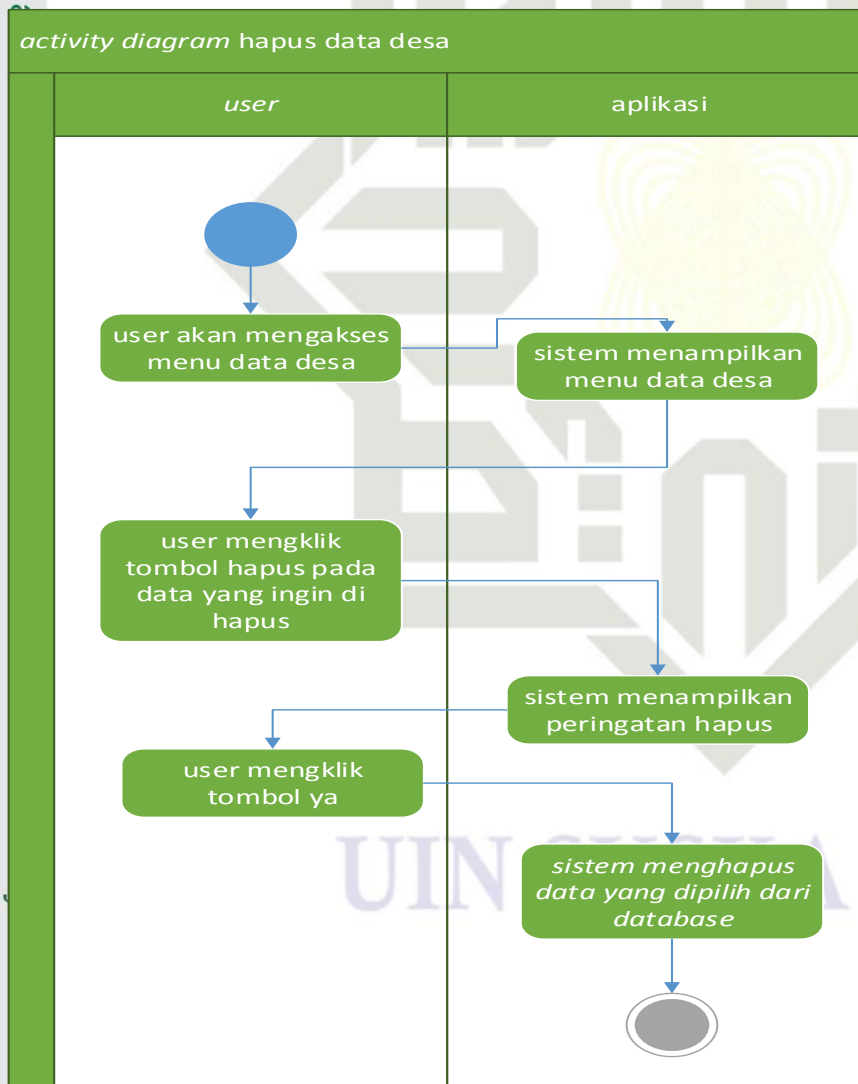 activity diagram hapus data desa
user
aplikasi
user akan mengakses
menu data desa
sistem menampilkan
menu data desa
user mengklik
tombol hapus pada
data yang ingin di
hapus
sistem menampilkan
peringatan hapus
user mengklik
tombol ya
sistem menghapus
data yang dipilih dari
database
UIN